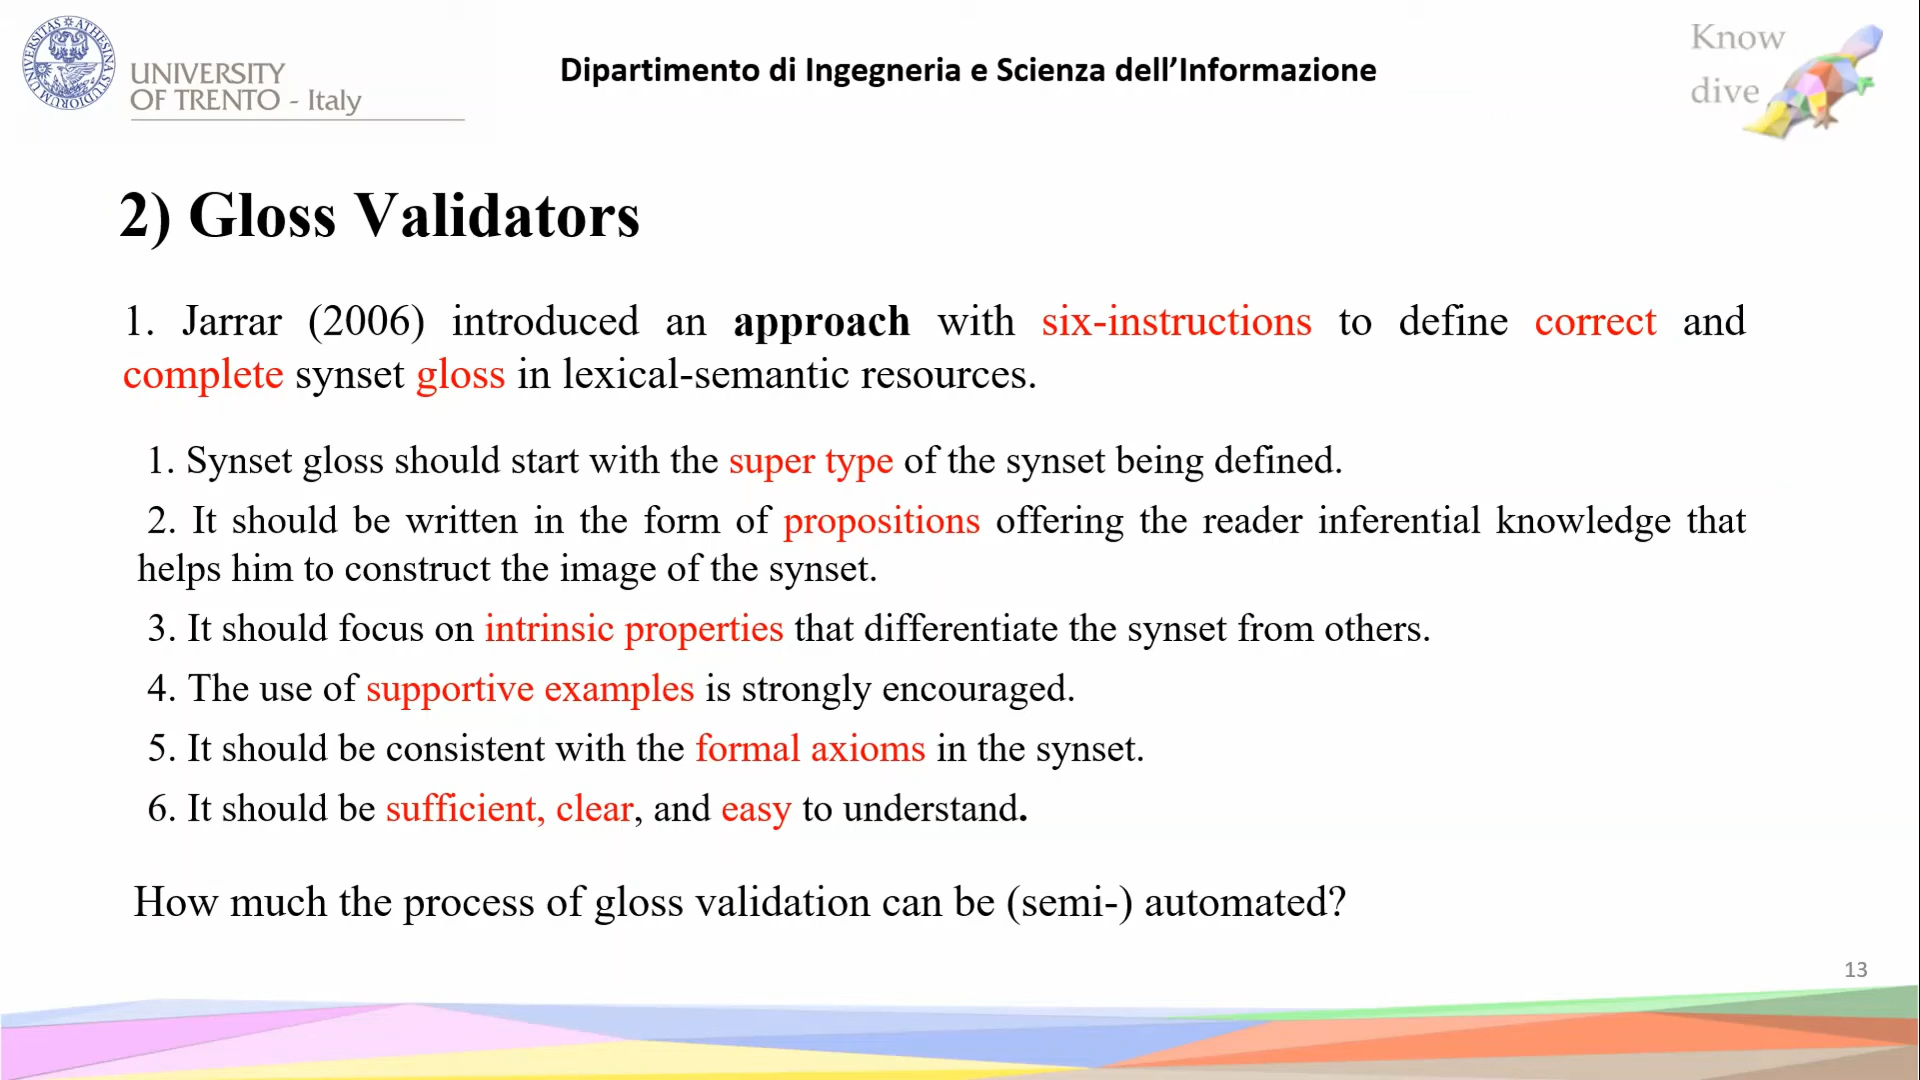 UNIVERSITY
OF TRENTO - Italy
Dipartimento di Ingegneria e Scienza dell’Informazione
Know
dive
2) Gloss Validators
1. Jarrar (2006) introduced an approach with six-instructions to define correct and
complete synset gloss in lexical-semantic resources.
1. Synset gloss should start with the super type of the synset being defined.
2. It should be written in the form of propositions offering the reader inferential knowledge that
helps him to construct the image of the synset.
3. It should focus on intrinsic properties that differentiate the synset from others.
4. The use of supportive examples is strongly encouraged.
5. It should be consistent with the formal axioms in the synset.
6. It should be sufficient, clear, and easy to understand.
How much the process of gloss validation can be (semi-) automated?
13